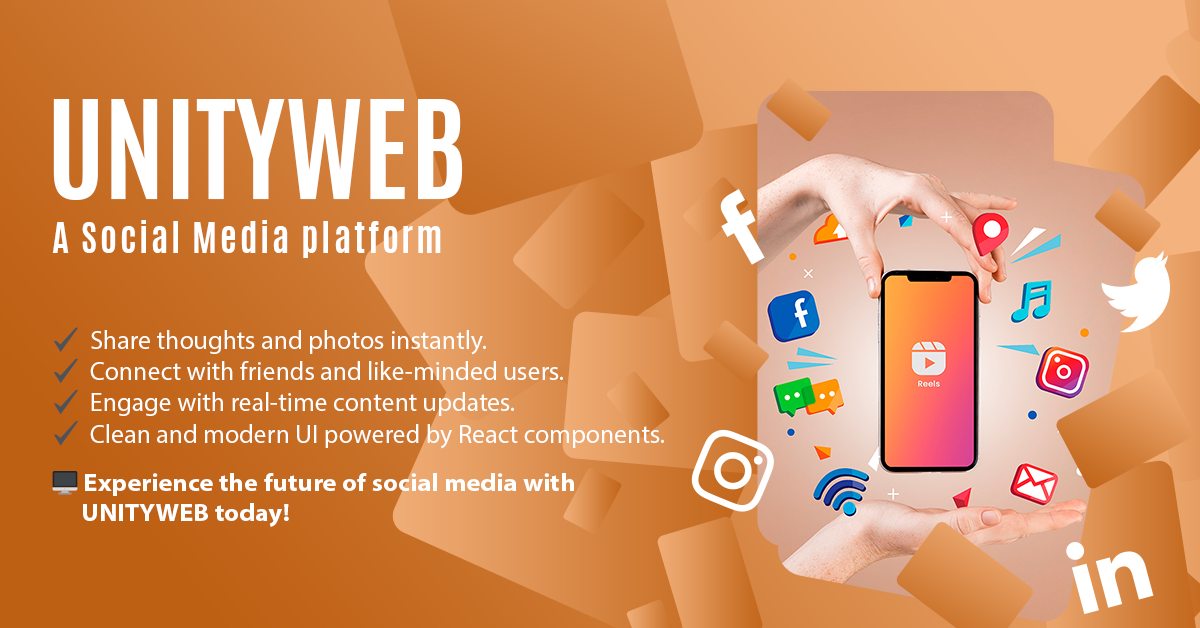 UNITYWEB
A Social Media platform
✓ Share thoughts and photos instantly.
✓ Connect with friends and like-minded users.
✓ Engage with real-time content updates.
✓ Clean and modern UI powered by React components.
Experience the future of social media with
UNITYWEB today!
f
f
Reels
in